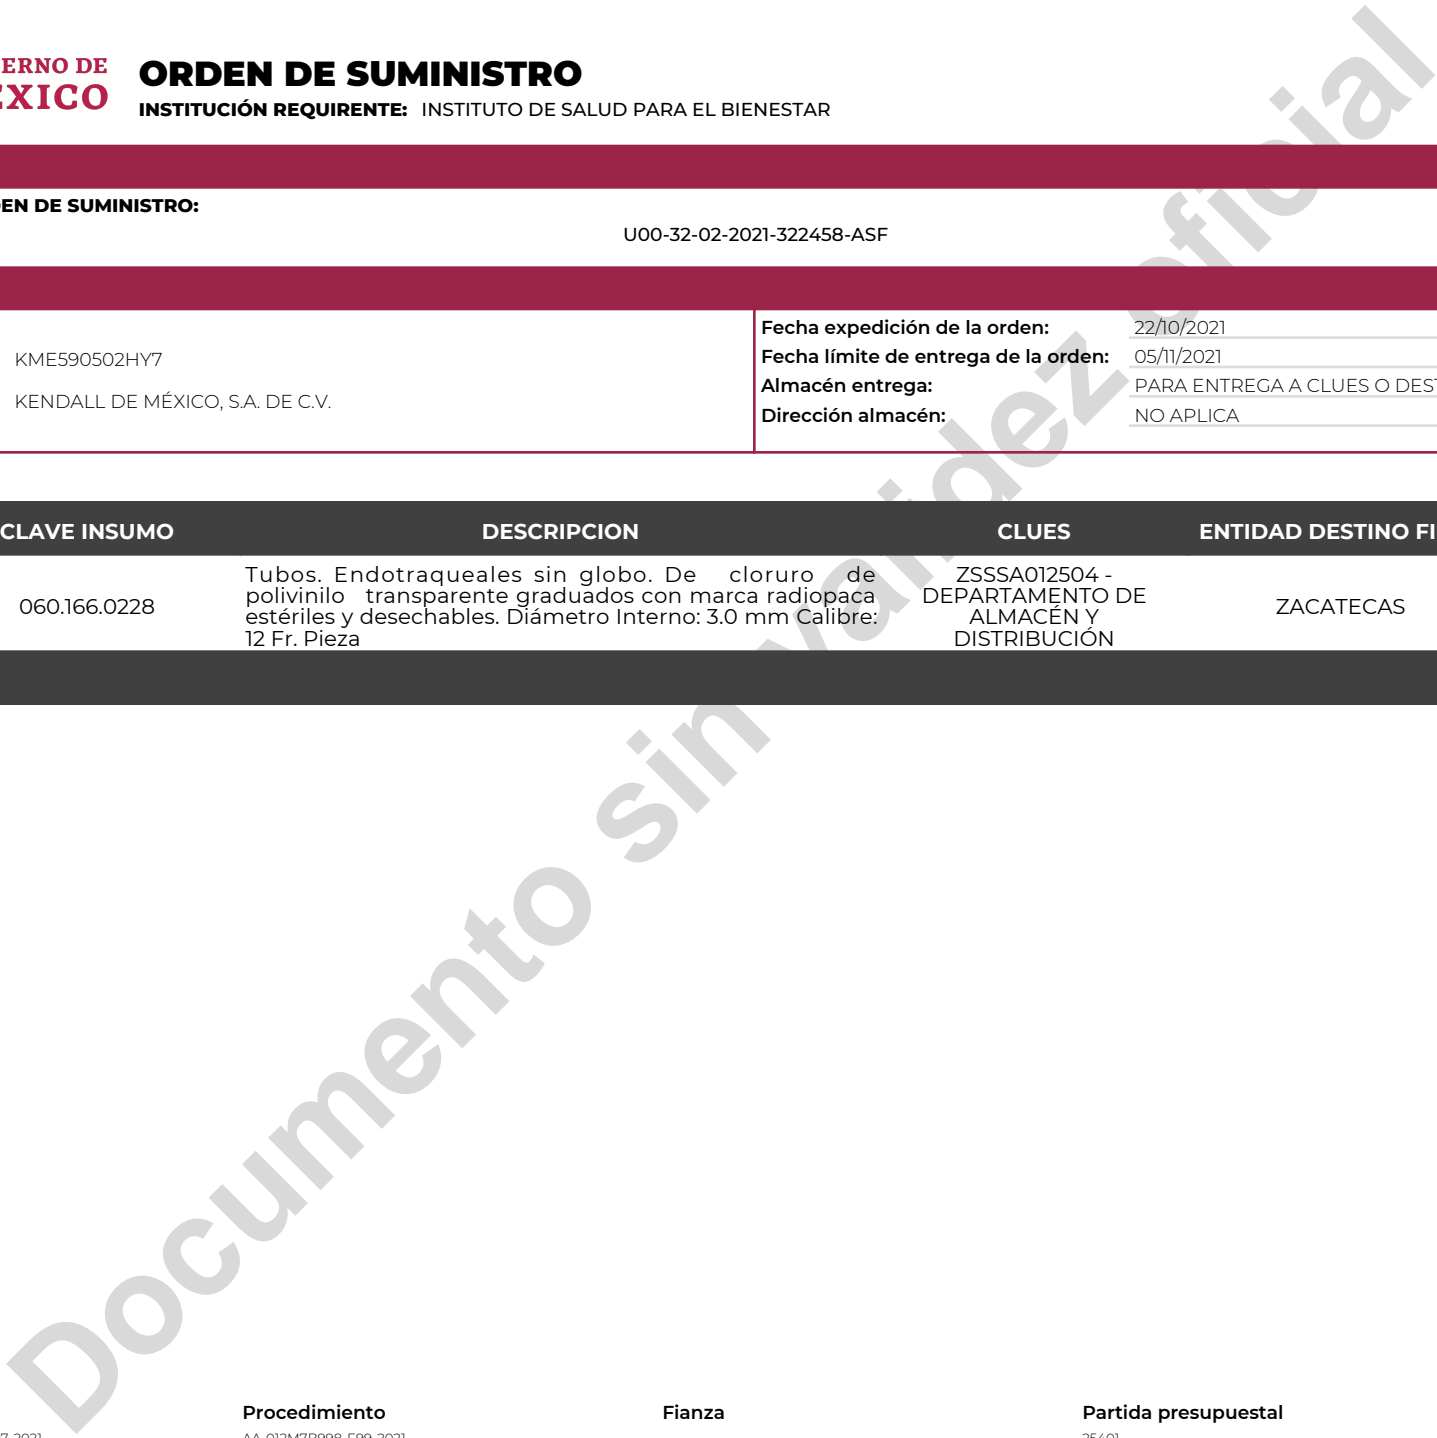 ERNO DE
EXICO
ORDEN DE SUMINISTRO
INSTITUCIÓN REQUIRENTE: INSTITUTO DE SALUD PARA EL BIENESTAR
EN DE SUMINISTRO:
U00-32-02-2021-322458-ASF
KME590502HY7
KENDALL DE MÉXICO, S.A. DE C.V.
Fecha expedición de la orden: 22/10/2021
Fecha límite de entrega de la orden: 05/11/2021
Almacén entrega: PARA ENTREGA A CLUES O DEST
Dirección almacén: NO APLICA
CLAVE INSUMO DESCRIPCION CLUES ENTIDAD DESTINO FI
060.166.0228
Tubos. Endotraqueales sin globo. De cloruro de
polivinilo transparente graduados con marca radiopaca
estériles y desechables. Diámetro Interno: 3.0 mm Calibre:
12 Fr. Pieza
ZSSSA012504 -
DEPARTAMENTO DE
ALMACÉN Y
DISTRIBUCIÓN
ZACATECAS
Documento sin validez oficial
Procedimiento Fianza Partida presupuestal